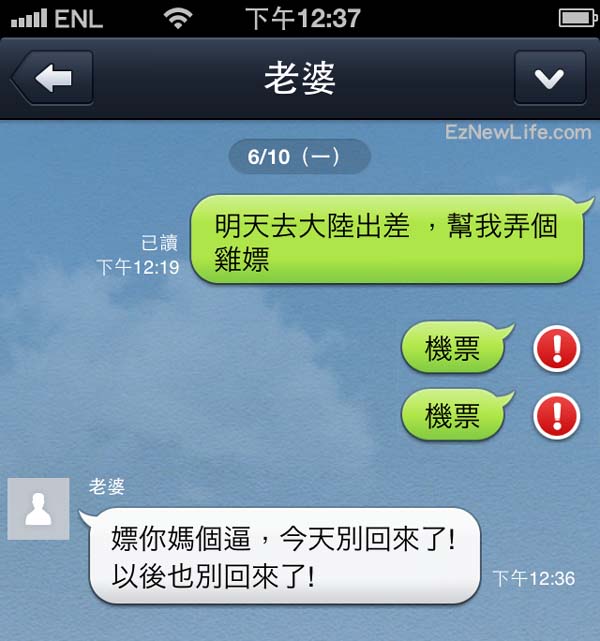 ENL 下午12:37
老婆
EzNewLife.com
6/10（一）
明天去大陸出差 ，幫我弄個
雞嫖
已讀
下午12:19
機票
機票
老婆
嫖你媽個逼，今天別回來了!
以後也別回來了!
下午12:36